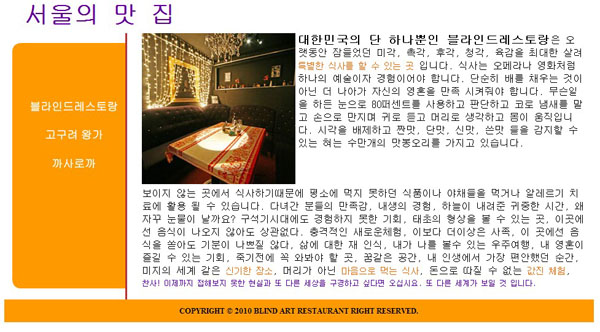 서울의 맛 집
블라인드레스토랑
고구려 왕가
까사로까
대한민국의 단 하나뿐인 블라인드레스토랑은 오
랫동안 잠들었던 미각, 촉각, 후각, 청각, 육감을 최대한 살려
특별한 식사를 할 수 있는 곳 입니다. 식사는 오페라나 영화처럼
하나의 예술이자 경험이어야 합니다. 단순히 배를 채우는 것이
아닌 더 나아가 자신의 영혼을 만족 시켜줘야 합니다. 무슨일
을 하든 눈으로 80퍼센트를 사용하고 판단하고 코로 냄새를 맡
고 손으로 만지며 귀로 듣고 머리로 생각하고 몸이 움직입니
다. 시각을 배제하고 짠맛, 단맛, 신맛, 쓴맛 들을 감지할 수
있는 혀는 수만개의 맛봉오리를 가지고 있습니다.
보이지 않는 곳에서 식사하기때문에 평소에 먹지 못하던 식품이나 야채들을 먹거나 알레르기 치
료에 활용 될 수 있습니다. 다녀간 분들의 만족감, 내생의 경험, 하늘이 내려준 귀중한 시간, 왜
자꾸 눈물이 날까요? 구석기시대에도 경험하지 못한 기회, 태초의 형상을 볼 수 있는 곳, 이곳에
선 음식이 나오지 않아도 상관없다. 충격적인 새로운체험, 이보다 더이상은 사족, 이 곳에선 음
식을 쏟아도 기분이 나쁘질 않다, 삶에 대한 재 인식, 내가 나를 볼수 있는 우주여행, 내 영혼이
즐길 수 있는 기회, 죽기전에 꼭 와봐야 할 곳, 꿈같은 공간, 내 인생에서 가장 편안했던 순간,
미지의 세계 같은 신기한 장소, 머리가 아닌 마음으로 먹는 식사, 돈으로 따질 수 없는 값진 체험,
찬사! 이제까지 접해보지 못한 현실과 또 다른 세상을 구경하고 싶다면 오십시요. 또 다른 세계가 보일 것 입니다.
COPYRIGHT © 2010 BLIND ART RESTAURANT RIGHT RESERVED.